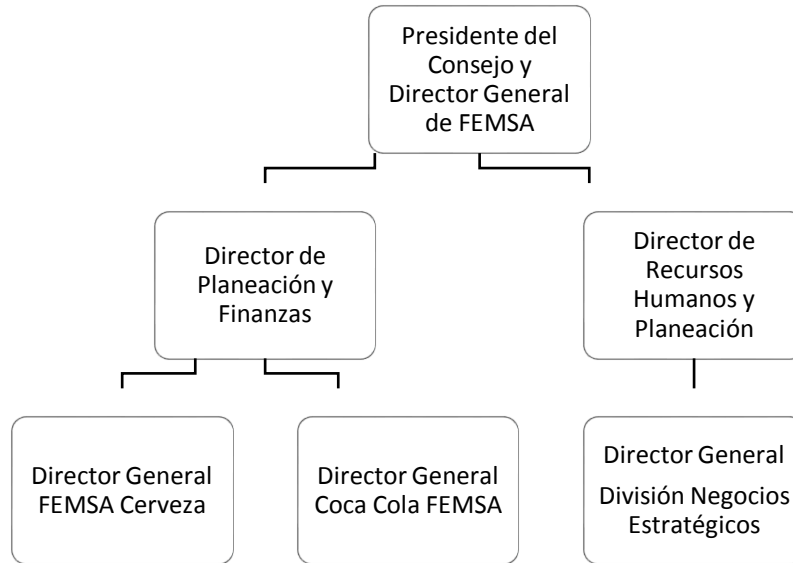 Presidente del
Consejo y
Director General
de FEMSA
Director de
Planeación y
Finanzas
Director de
Recursos
Humanos y
Planeación
Director General
FEMSA Cerveza
Director General
Coca Cola FEMSA
Director General
División Negocios
Estratégicos